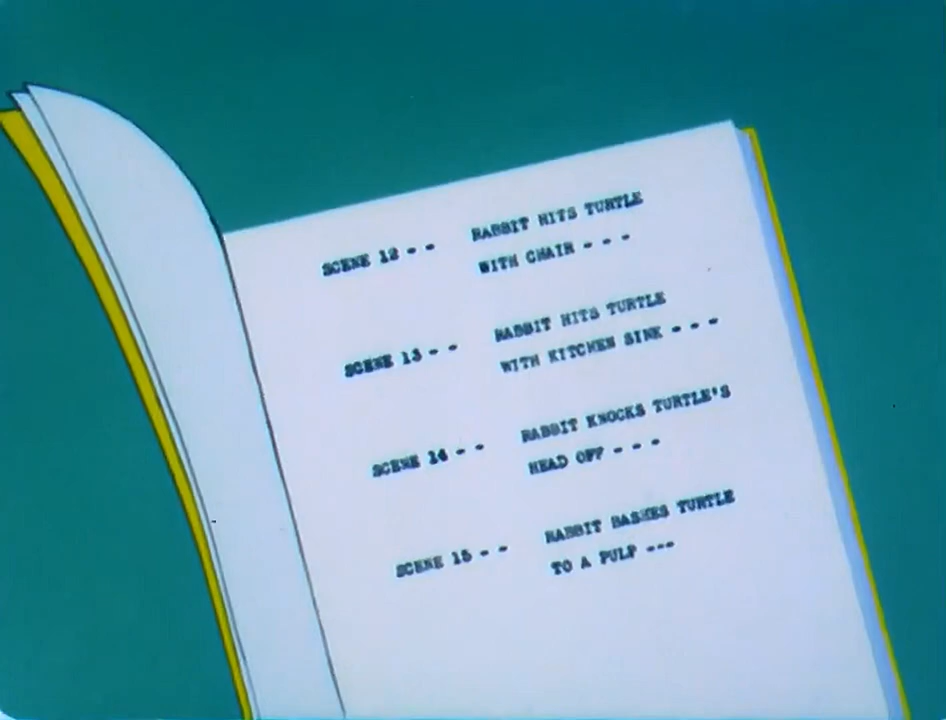 SCENE 12 - - RABBIT HITS TURTLE
WITH CHAIR - - -
SCENE 13 - - RABBIT HITS TURTLE
WITH KITCHEN SINK - - -
SCENE 14 - - RABBIT KNOCKS TURTLE'S
HEAD OFF - - -
SCENE 15 - - RABBIT BASHES TURTLE
TO A PULP ---